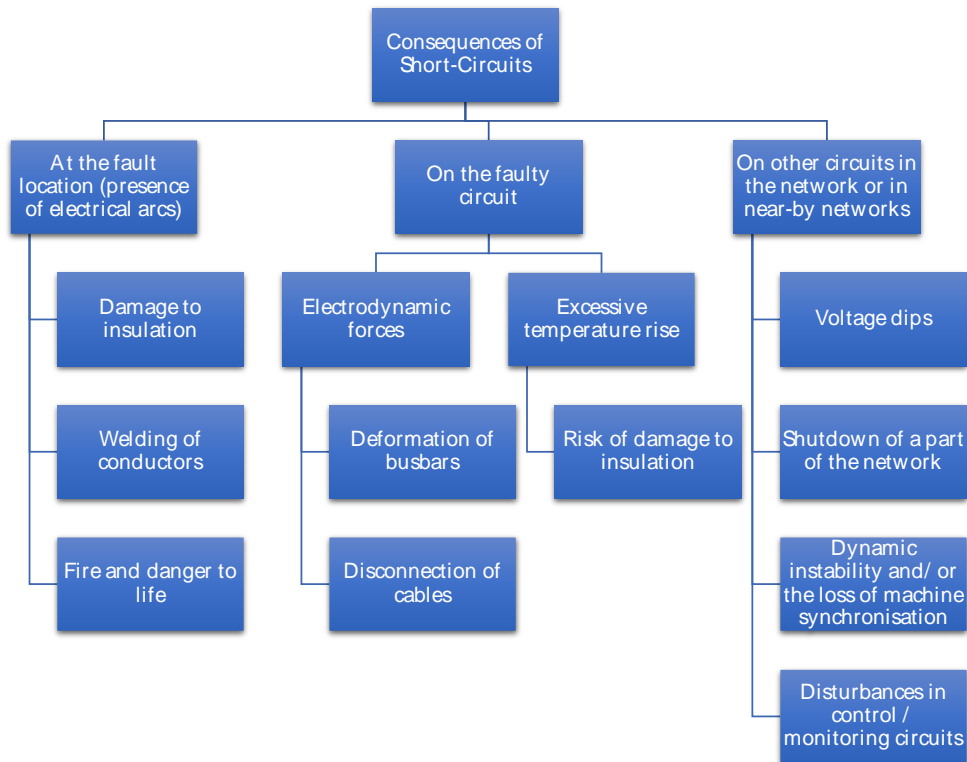 Consequences of
Short-Circuits
At the fault
location (presence
of electrical arcs)
On the faulty
circuit
On other circuits in
the network or in
near-by networks
Damage to
insulation
Electrodynamic
forces
Excessive
temperature rise
Voltage dips
Welding of
conductors
Deformation of
busbars
Risk of damage to
insulation
Shutdown of a part
of the network
Fire and danger to
life
Disconnection of
cables
Dynamic
instability and/ or
the loss of machine
synchronisation
Disturbances in
control /
monitoring circuits